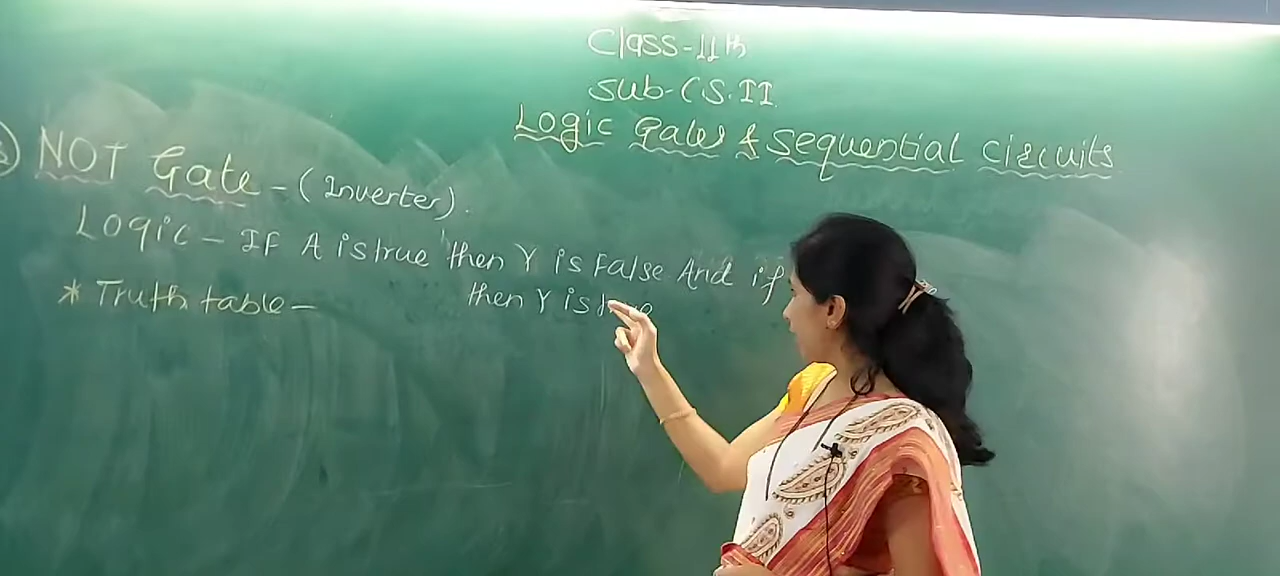 Class-11th
Sub-CS.II
Logic Gates & Sequential Circuits
NOT Gate - (Inverter).
Logic - If A is true then Y is False And if
then Y is
* Truth table -